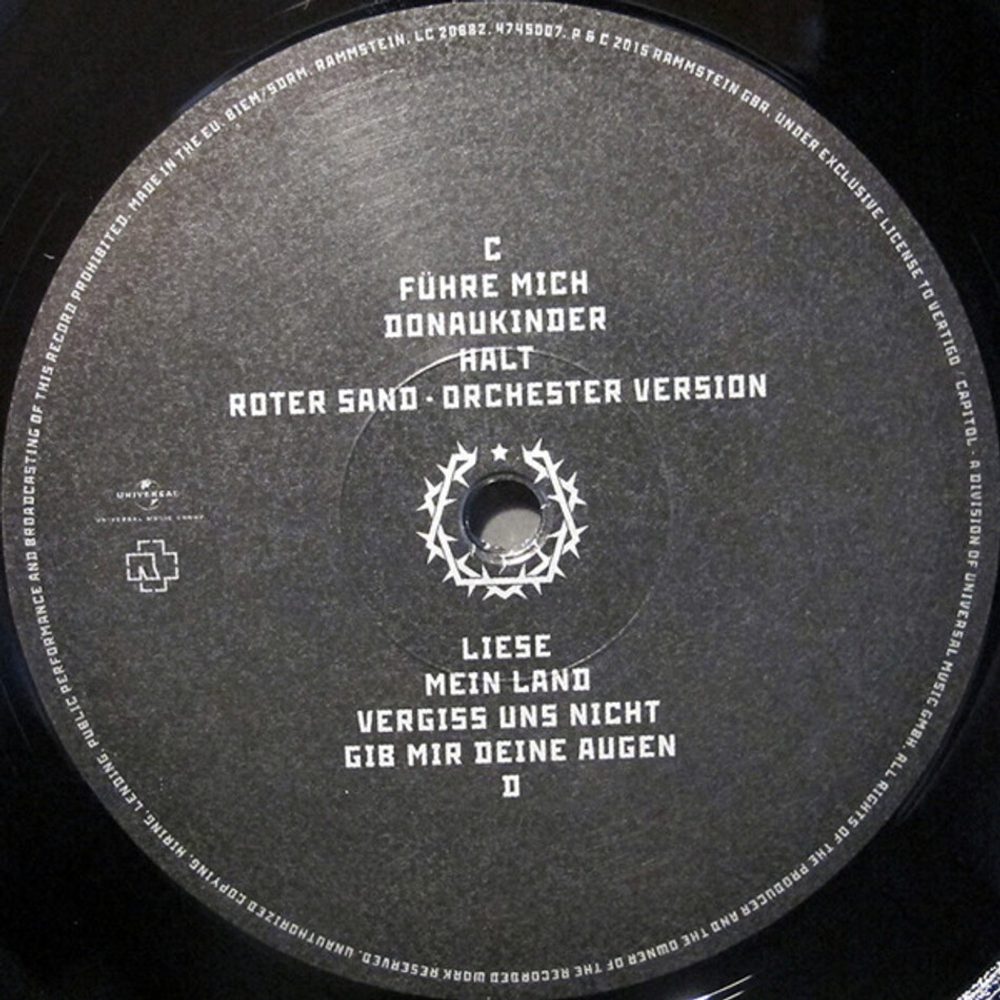 C
FÜHRE MICH
DONAUKINDER
HALT
ROTER SAND · ORCHESTER VERSION
UNIVERSAL
UNIVERSAL MUSIC GROUP
LIESE
MEIN LAND
VERGISS UNS NICHT
GIB MIR DEINE AUGEN
D
MADE IN THE EU. BIEM/SDRM. RAMMSTEIN. LC 20882. 4745007. P & C 2015 RAMMSTEIN GBR, UNDER EXCLUSIVE LICENSE TO VERTIGO / CAPITOL - A DIVISION OF UNIVERSAL MUSIC GMBH. ALL RIGHTS OF THE PRODUCER AND THE OWNER OF THE RECORDED WORK RESERVED. UNAUTHORIZED COPYING, HIRING, LENDING, PUBLIC PERFORMANCE AND BROADCASTING OF THIS RECORD PROHIBITED.